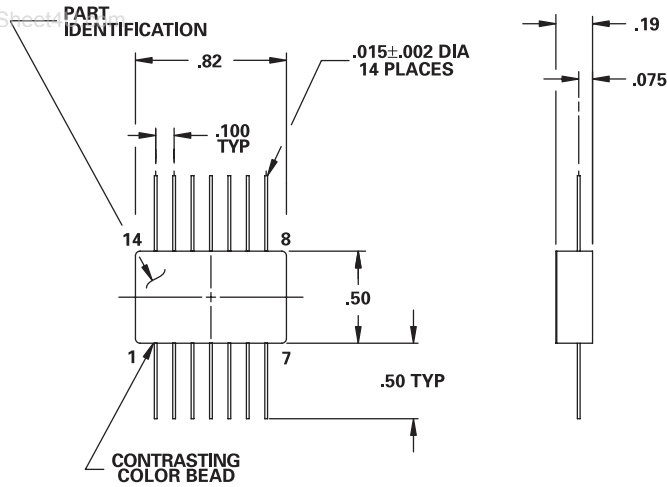 PART
IDENTIFICATION
.82
.015±.002 DIA
14 PLACES
.19
.075
.100
TYP
14
8
.50
1
7
.50 TYP
CONTRASTING
COLOR BEAD